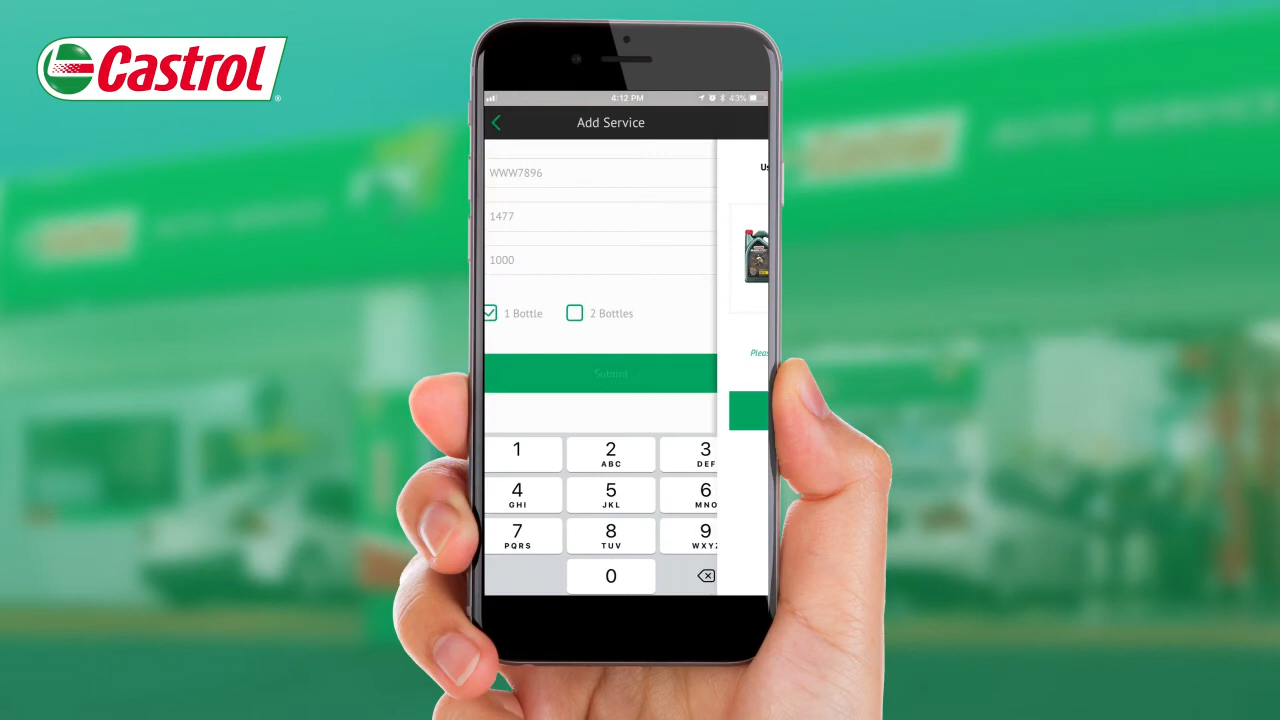 Castrol
®
4:12 PM
43%
Add Service
WWW7896
1477
1000
1 Bottle
2 Bottles
Submit
1
2
ABC
3
DEF
4
GHI
5
JKL
6
MNO
7
PQRS
8
TUV
9
WXYZ
0